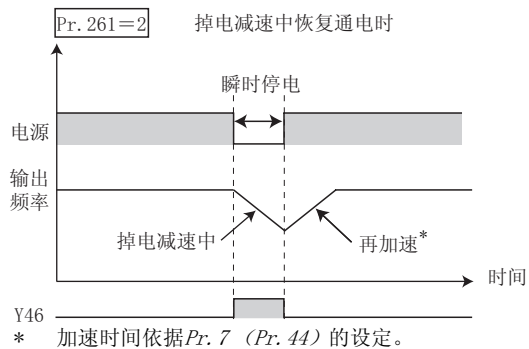 Pr.261=2 掉电减速中恢复通电时
瞬时停电
电源
输出
频率
掉电减速中
再加速*
时间
Y46
* 加速时间依据Pr.7 (Pr.44) 的设定。